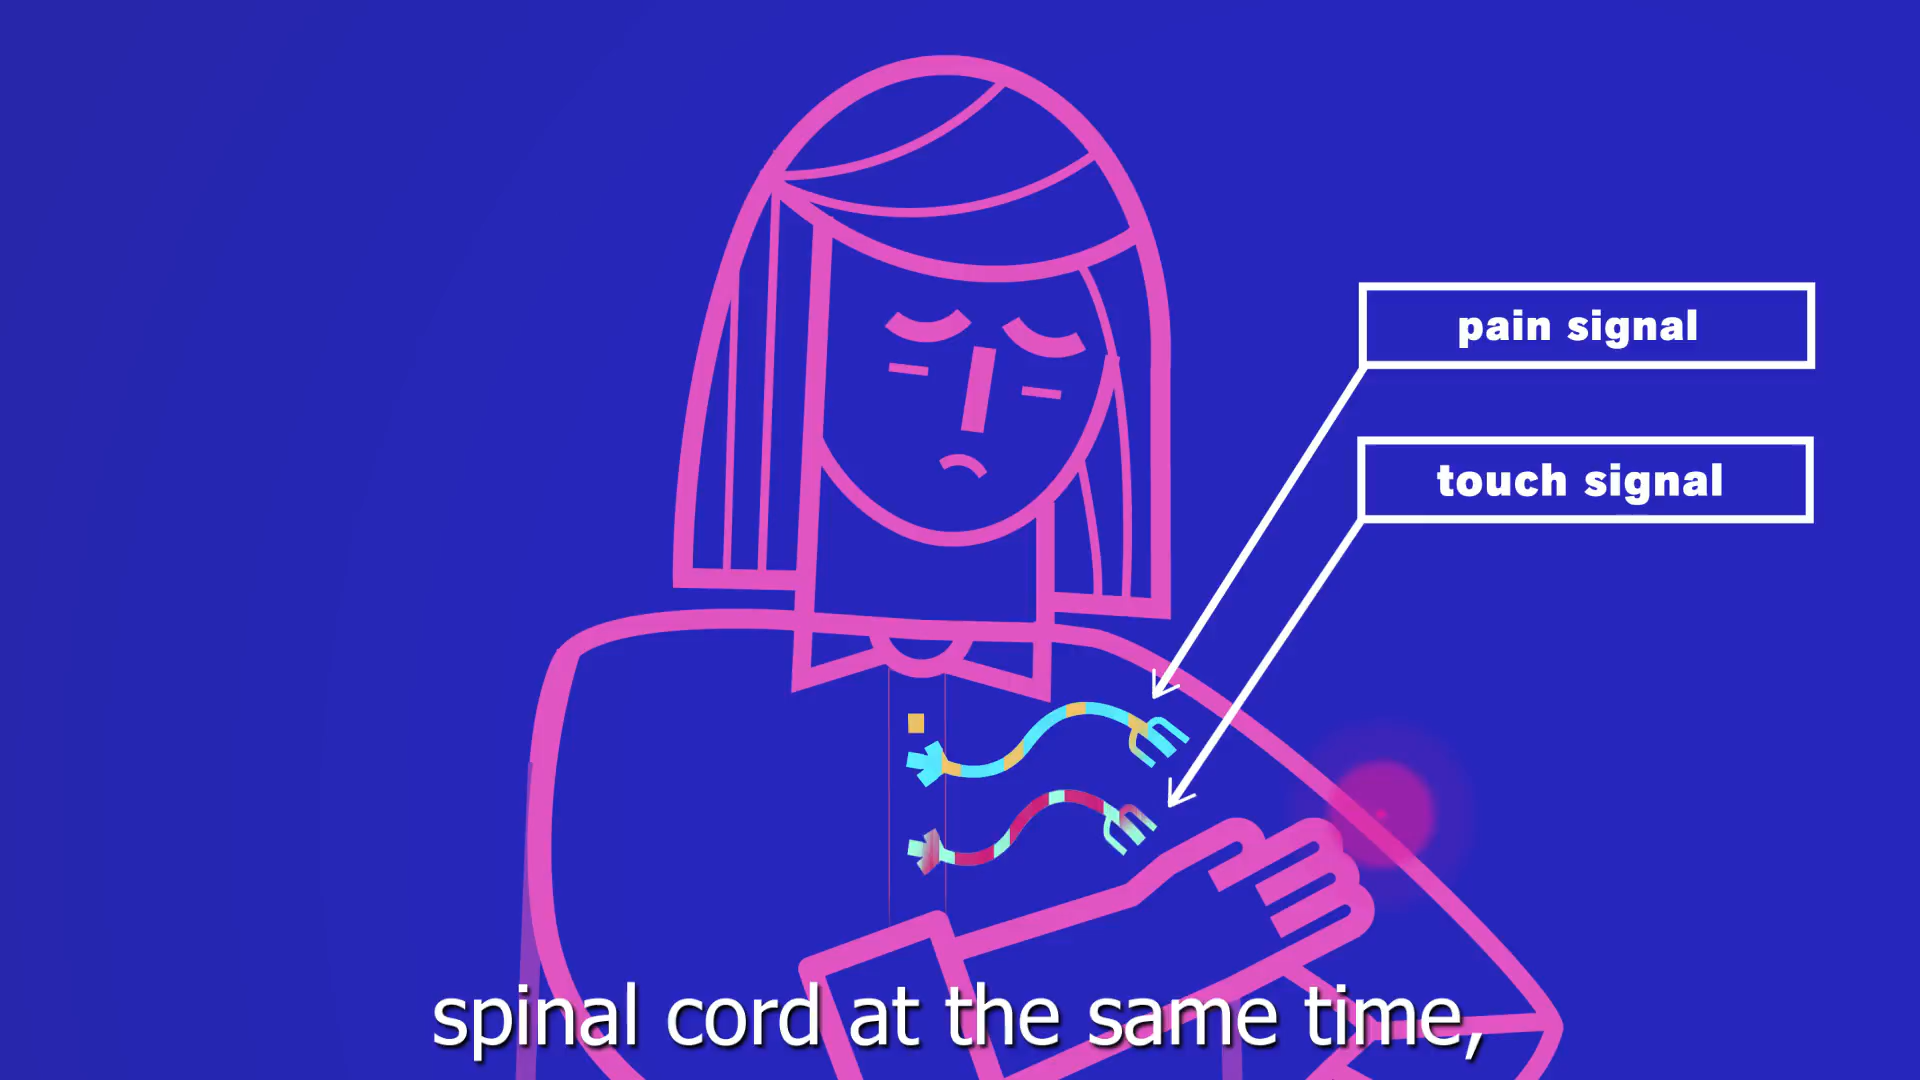 pain signal
touch signal
spinal cord at the same time,